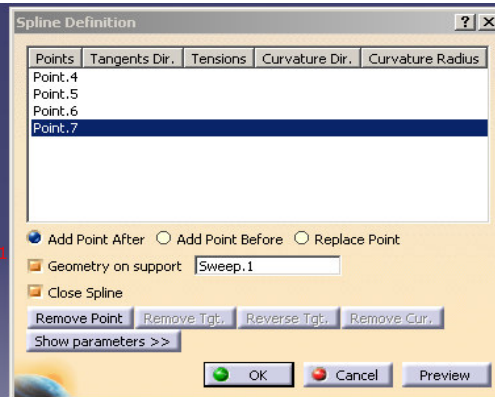 Spline Definition
Points Tangents Dir. Tensions Curvature Dir. Curvature Radius
Point.4
Point.5
Point.6
Point.7
Add Point After Add Point Before Replace Point
Geometry on support Sweep.1
Close Spline
Remove Point Remove Tgt. Reverse Tgt. Remove Cur.
Show parameters >>
OK Cancel Preview